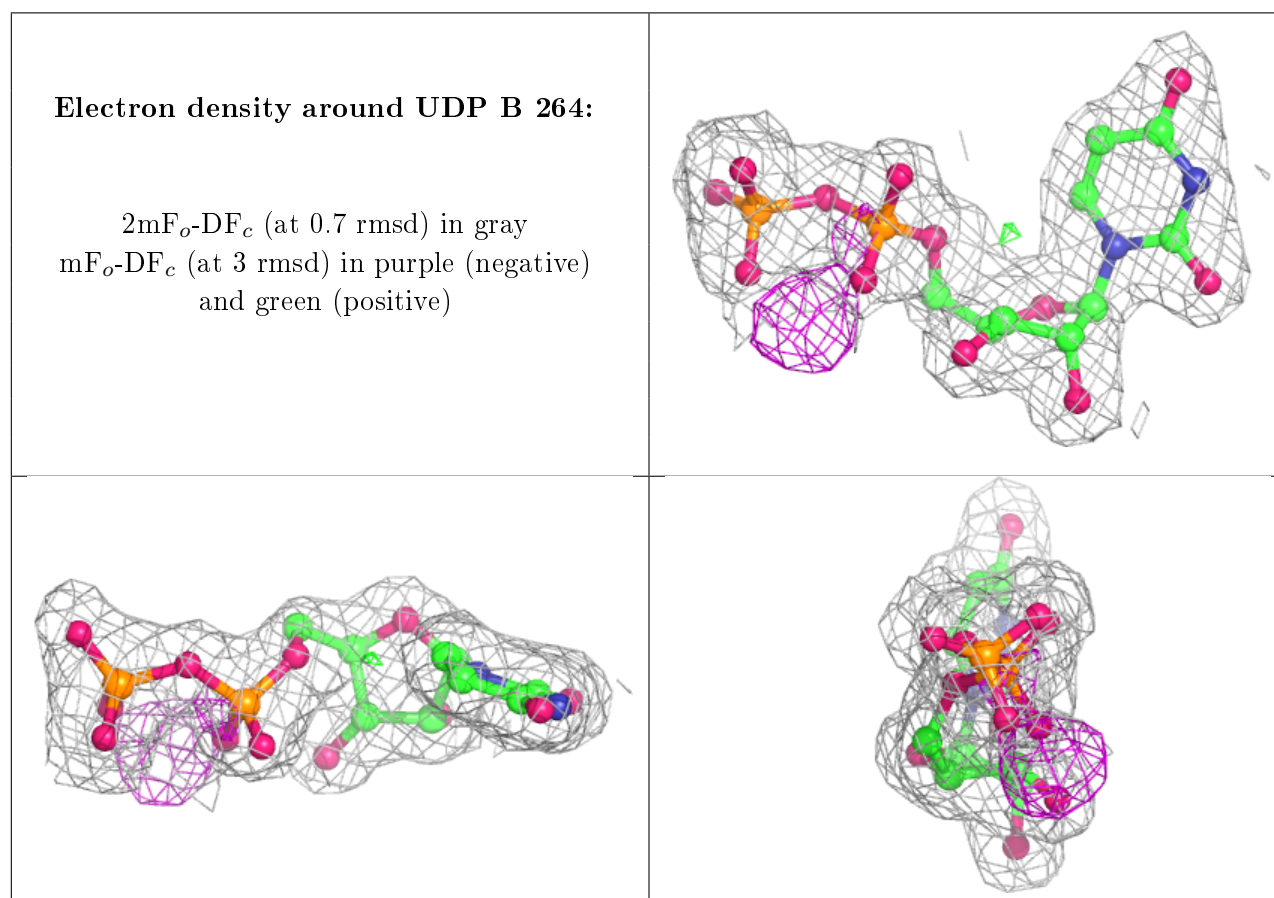 Electron density around UDP B 264:
2mFₒ-DF𝒸 (at 0.7 rmsd) in gray
mFₒ-DF𝒸 (at 3 rmsd) in purple (negative)
and green (positive)